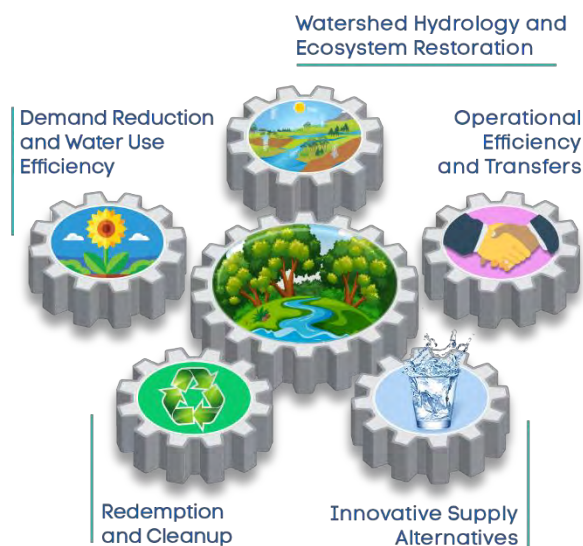 Watershed Hydrology and
Ecosystem Restoration
Demand Reduction
and Water Use
Efficiency
Operational
Efficiency
and Transfers
Redemption
and Cleanup
Innovative Supply
Alternatives